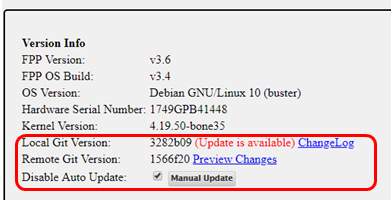 Version Info
FPP Version: v3.6
FPP OS Build: v3.4
OS Version: Debian GNU/Linux 10 (buster)
Hardware Serial Number: 1749GPB41448
Kernel Version: 4.19.50-bone35
Local Git Version: 3282b09 (Update is available) ChangeLog
Remote Git Version: 1566f20 Preview Changes
Disable Auto Update: Manual Update